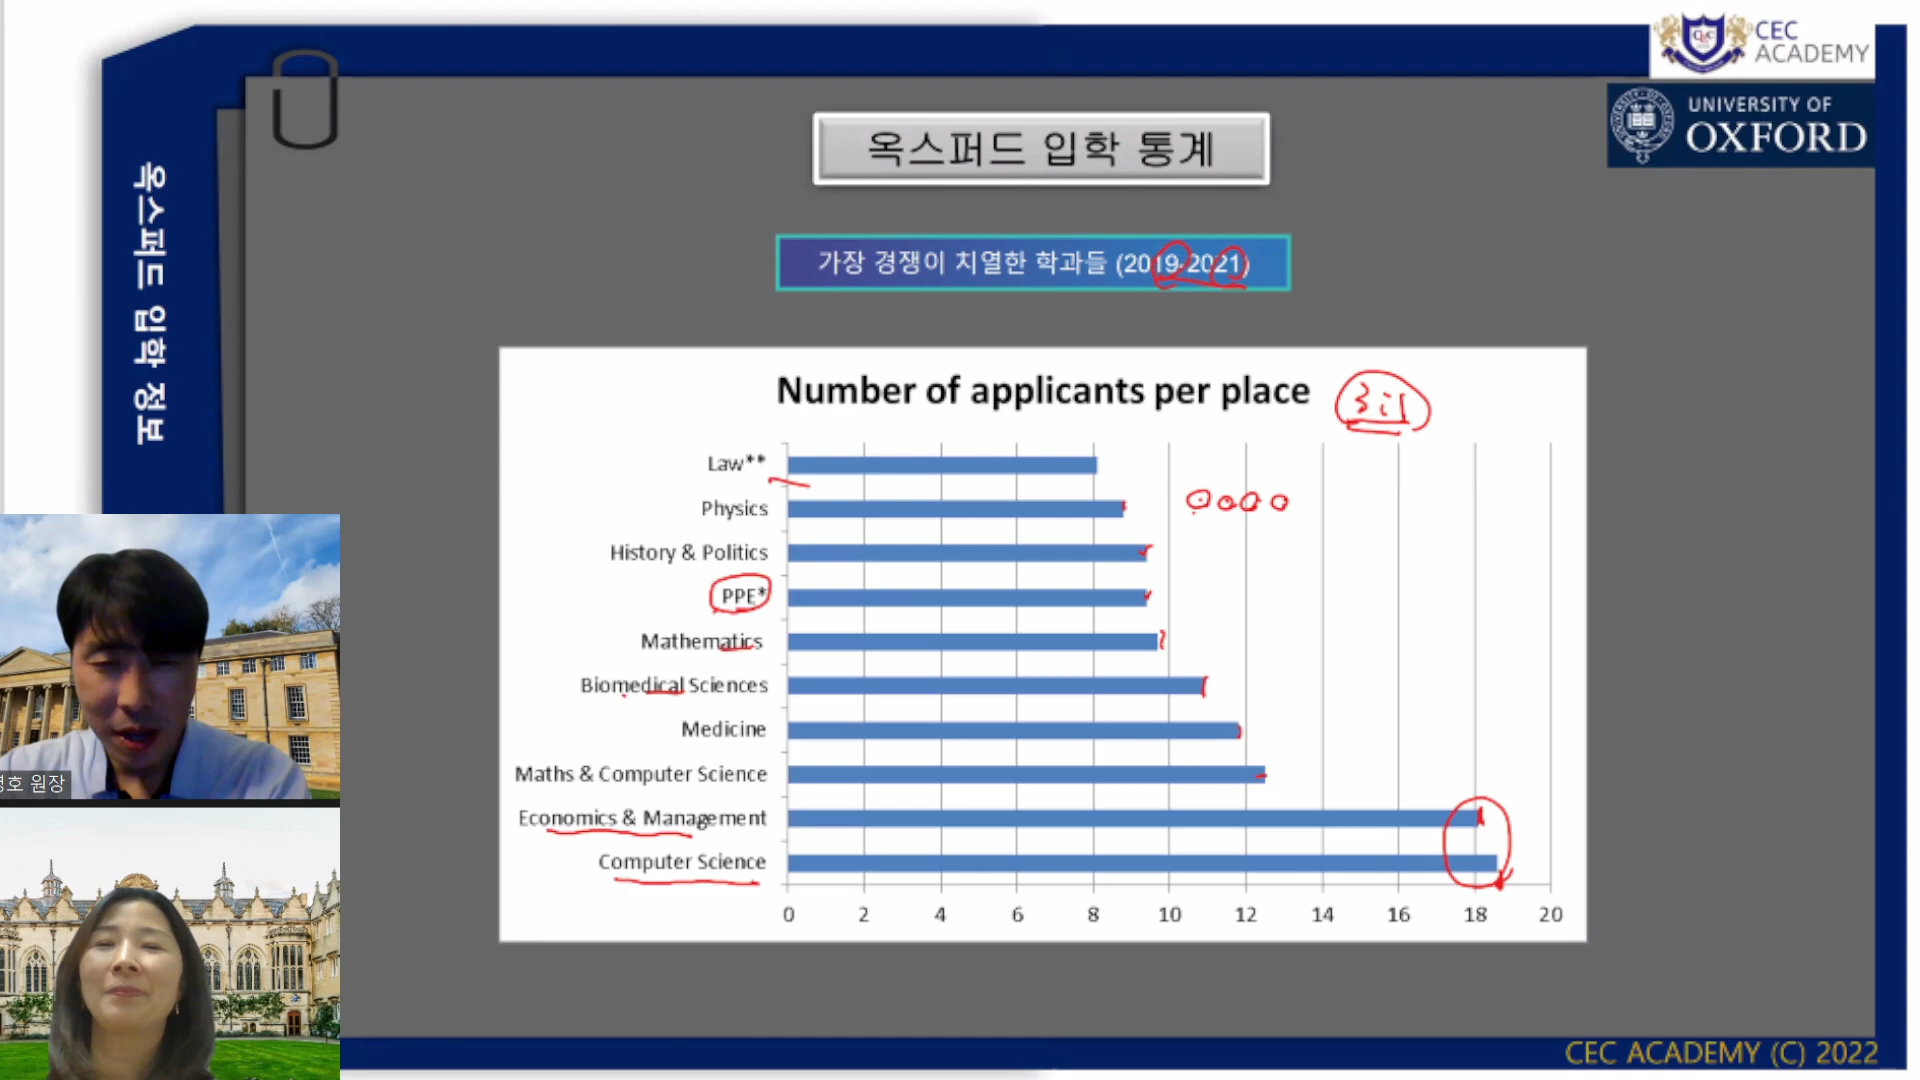 CEC
ACADEMY
UNIVERSITY OF
OXFORD
옥스퍼드 입학 통계
옥스퍼드 입학 정보
가장 경쟁이 치열한 학과들 (2019-2021)
Number of applicants per place
3:1
Law**
Physics
History & Politics
PPE*
Mathematics
Biomedical Sciences
Medicine
Maths & Computer Science
Economics & Management
Computer Science
0 2 4 6 8 10 12 14 16 18 20
원장
CEC ACADEMY (C) 2022